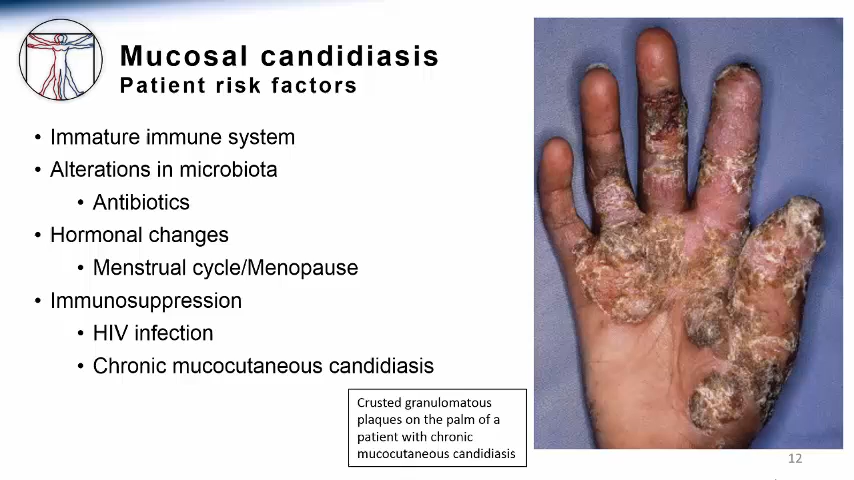 Mucosal candidiasis
Patient risk factors
• Immature immune system
• Alterations in microbiota
• Antibiotics
• Hormonal changes
• Menstrual cycle/Menopause
• Immunosuppression
• HIV infection
• Chronic mucocutaneous candidiasis
Crusted granulomatous
plaques on the palm of a
patient with chronic
mucocutaneous candidiasis
12